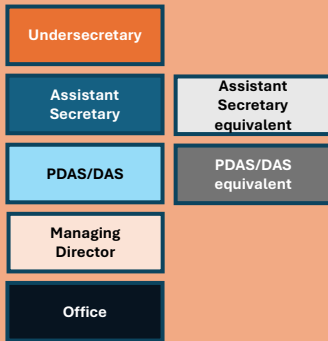 Undersecretary
Assistant
Secretary
Assistant
Secretary
equivalent
PDAS/DAS
PDAS/DAS
equivalent
Managing
Director
Office